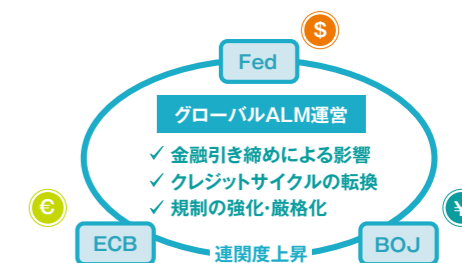 $
Fed
グローバルALM運営
✓ 金融引き締めによる影響
✓ クレジットサイクルの転換
✓ 規制の強化・厳格化
€
¥
ECB
連関度上昇
BOJ